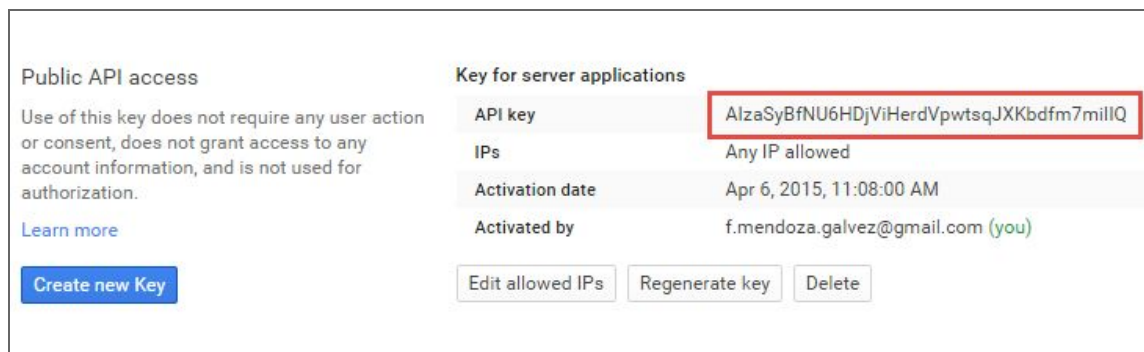 Public API access
Use of this key does not require any user action
or consent, does not grant access to any
account information, and is not used for
authorization.
Learn more
Create new Key
Key for server applications
API key AIzaSyBfNU6HDjViHerdVpwtsqJXKbdfm7miIIQ
IPs Any IP allowed
Activation date Apr 6, 2015, 11:08:00 AM
Activated by f.mendoza.galvez@gmail.com (you)
Edit allowed IPs Regenerate key Delete